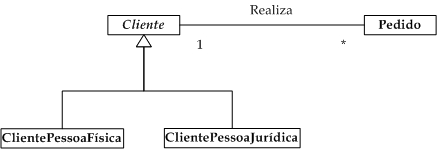 Realiza
Cliente
Pedido
1
*
ClientePessoaFísica
ClientePessoaJurídica